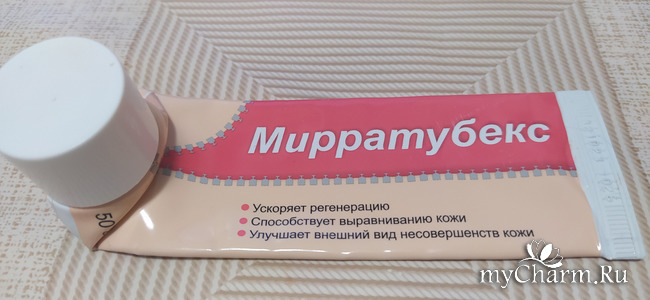 Мирратубекс
Ускоряет регенерацию
Способствует выравниванию кожи
Улучшает внешний вид несовершенств кожи
50
myCharm.Ru